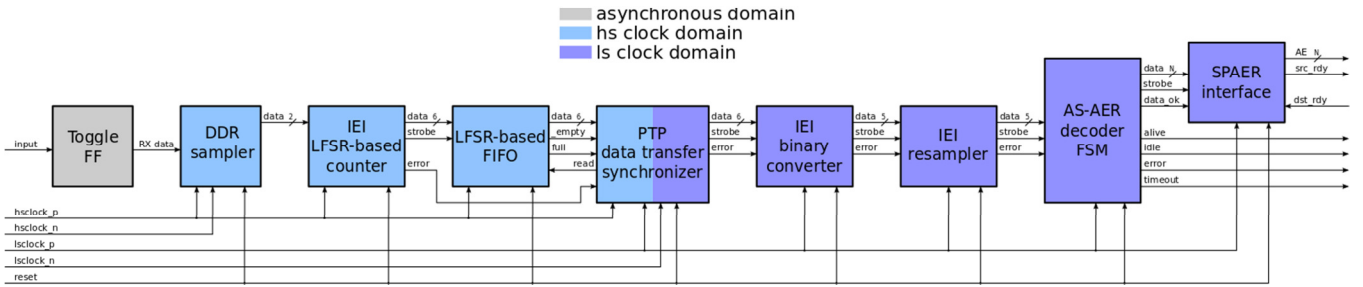 asynchronous domain
hs clock domain
ls clock domain
input
Toggle
FF
RX data
DDR
sampler
data 2
IEI
LFSR-based
counter
data 6
strobe
error
LFSR-based
FIFO
data 6
empty
full
read
PTP
data transfer
synchronizer
data 6
strobe
error
IEI
binary
converter
data 5
strobe
error
IEI
resampler
data 5
strobe
error
AS-AER
decoder
FSM
data N
strobe
data_ok
SPAER
interface
AE N
src_rdy
dst_rdy
alive
idle
error
timeout
hsclock_p
hsclock_n
lsclock_p
lsclock_n
reset